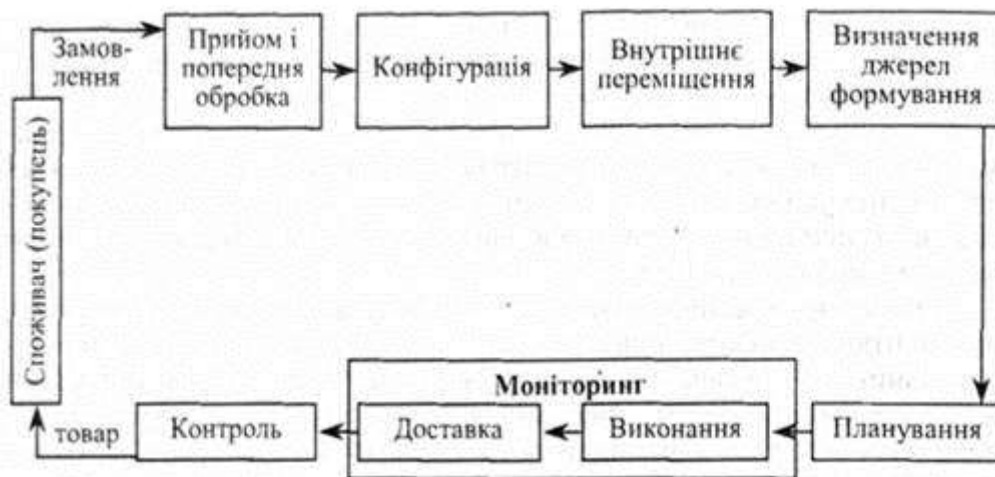 Замов-
лення
Прийом і
попередня
обробка
Конфігурація
Внутрішнє
переміщення
Визначення
джерел
формування
Споживач (покупець)
Моніторинг
товар
Контроль
Доставка
Виконання
Планування